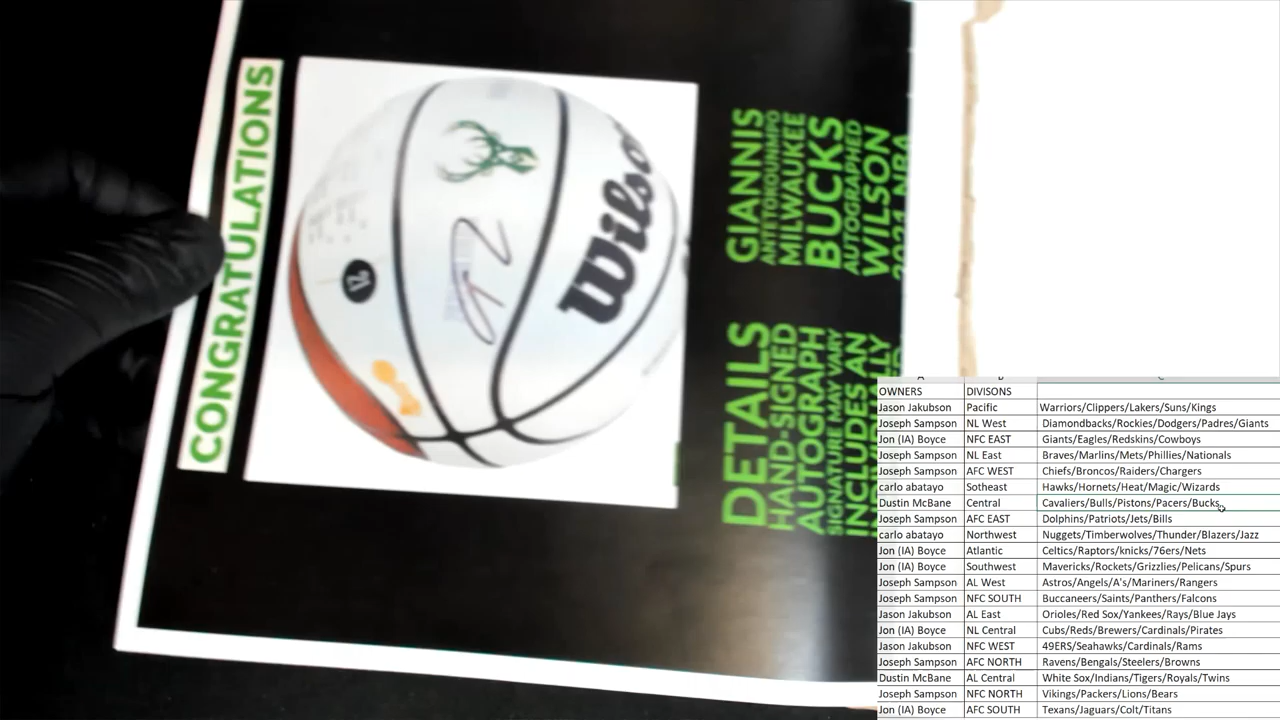 CONGRATULATIONS
Wilso
GIANNIS
ANTETOKOUNMPO
MILWAUKEE
BUCKS
AUTOGRAPHED
WILSON
2021 NBA
DETAILS
HAND-SIGNED
AUTOGRAPH
SIGNATURE MAY VARY
INCLUDES AN
OWNERS DIVISONS
Jason Jakubson Pacific Warriors/Clippers/Lakers/Suns/Kings
Joseph Sampson NL West Diamondbacks/Rockies/Dodgers/Padres/Giants
Jon (IA) Boyce NFC EAST Giants/Eagles/Redskins/Cowboys
Joseph Sampson NL East Braves/Marlins/Mets/Phillies/Nationals
Joseph Sampson AFC WEST Chiefs/Broncos/Raiders/Chargers
carlo abatayo Sotheast Hawks/Hornets/Heat/Magic/Wizards
Dustin McBane Central Cavaliers/Bulls/Pistons/Pacers/Bucks
Joseph Sampson AFC EAST Dolphins/Patriots/Jets/Bills
carlo abatayo Northwest Nuggets/Timberwolves/Thunder/Blazers/Jazz
Jon (IA) Boyce Atlantic Celtics/Raptors/knicks/76ers/Nets
Jon (IA) Boyce Southwest Mavericks/Rockets/Grizzlies/Pelicans/Spurs
Joseph Sampson AL West Astros/Angels/A's/Mariners/Rangers
Joseph Sampson NFC SOUTH Buccaneers/Saints/Panthers/Falcons
Jason Jakubson AL East Orioles/Red Sox/Yankees/Rays/Blue Jays
Jon (IA) Boyce NL Central Cubs/Reds/Brewers/Cardinals/Pirates
Jason Jakubson NFC WEST 49ERS/Seahawks/Cardinals/Rams
Joseph Sampson AFC NORTH Ravens/Bengals/Steelers/Browns
Dustin McBane AL Central White Sox/Indians/Tigers/Royals/Twins
Joseph Sampson NFC NORTH Vikings/Packers/Lions/Bears
Jon (IA) Boyce AFC SOUTH Texans/Jaguars/Colt/Titans